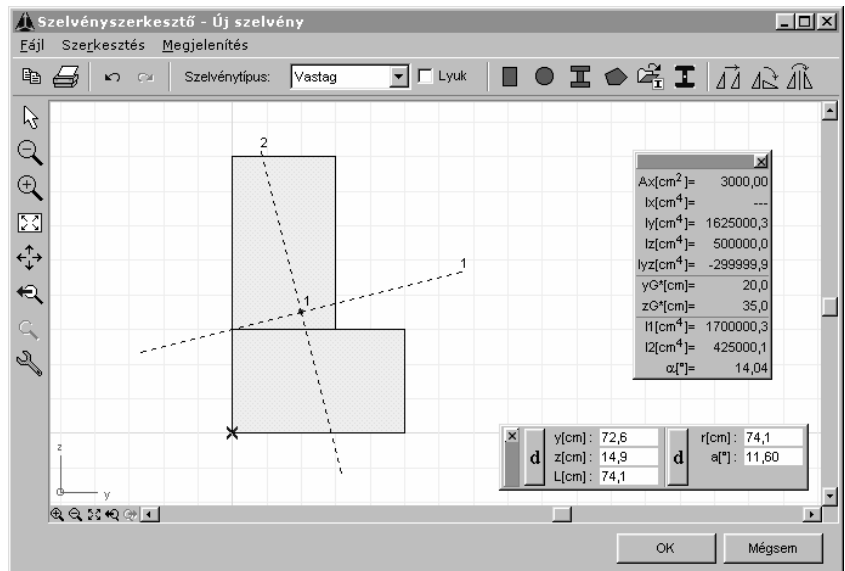 Szelvényszerkesztő - Új szelvény
Fájl Szerkesztés Megjelenítés
Szelvénytípus: Vastag Lyuk
2
1
1
z
y
Ax[cm2]= 3000,00
Ix[cm4]= ---
Iy[cm4]= 1625000,3
Iz[cm4]= 500000,0
Iyz[cm4]= -299999,9
yG*[cm]= 20,0
zG*[cm]= 35,0
I1[cm4]= 1700000,3
I2[cm4]= 425000,1
α[°]= 14,04
d y[cm]: 72,6 d r[cm]: 74,1
z[cm]: 14,9 a[°]: 11,60
L[cm]: 74,1
OK Mégsem